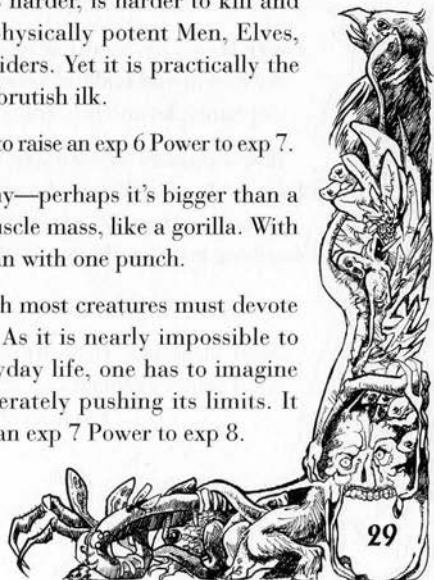 harder, is harder to kill and
physically potent Men, Elves,
iders. Yet it is practically the
brutish ilk.
to raise an exp 6 Power to exp 7.
ny—perhaps it's bigger than a
uscle mass, like a gorilla. With
an with one punch.
h most creatures must devote
As it is nearly impossible to
yday life, one has to imagine
erately pushing its limits. It
an exp 7 Power to exp 8.
29